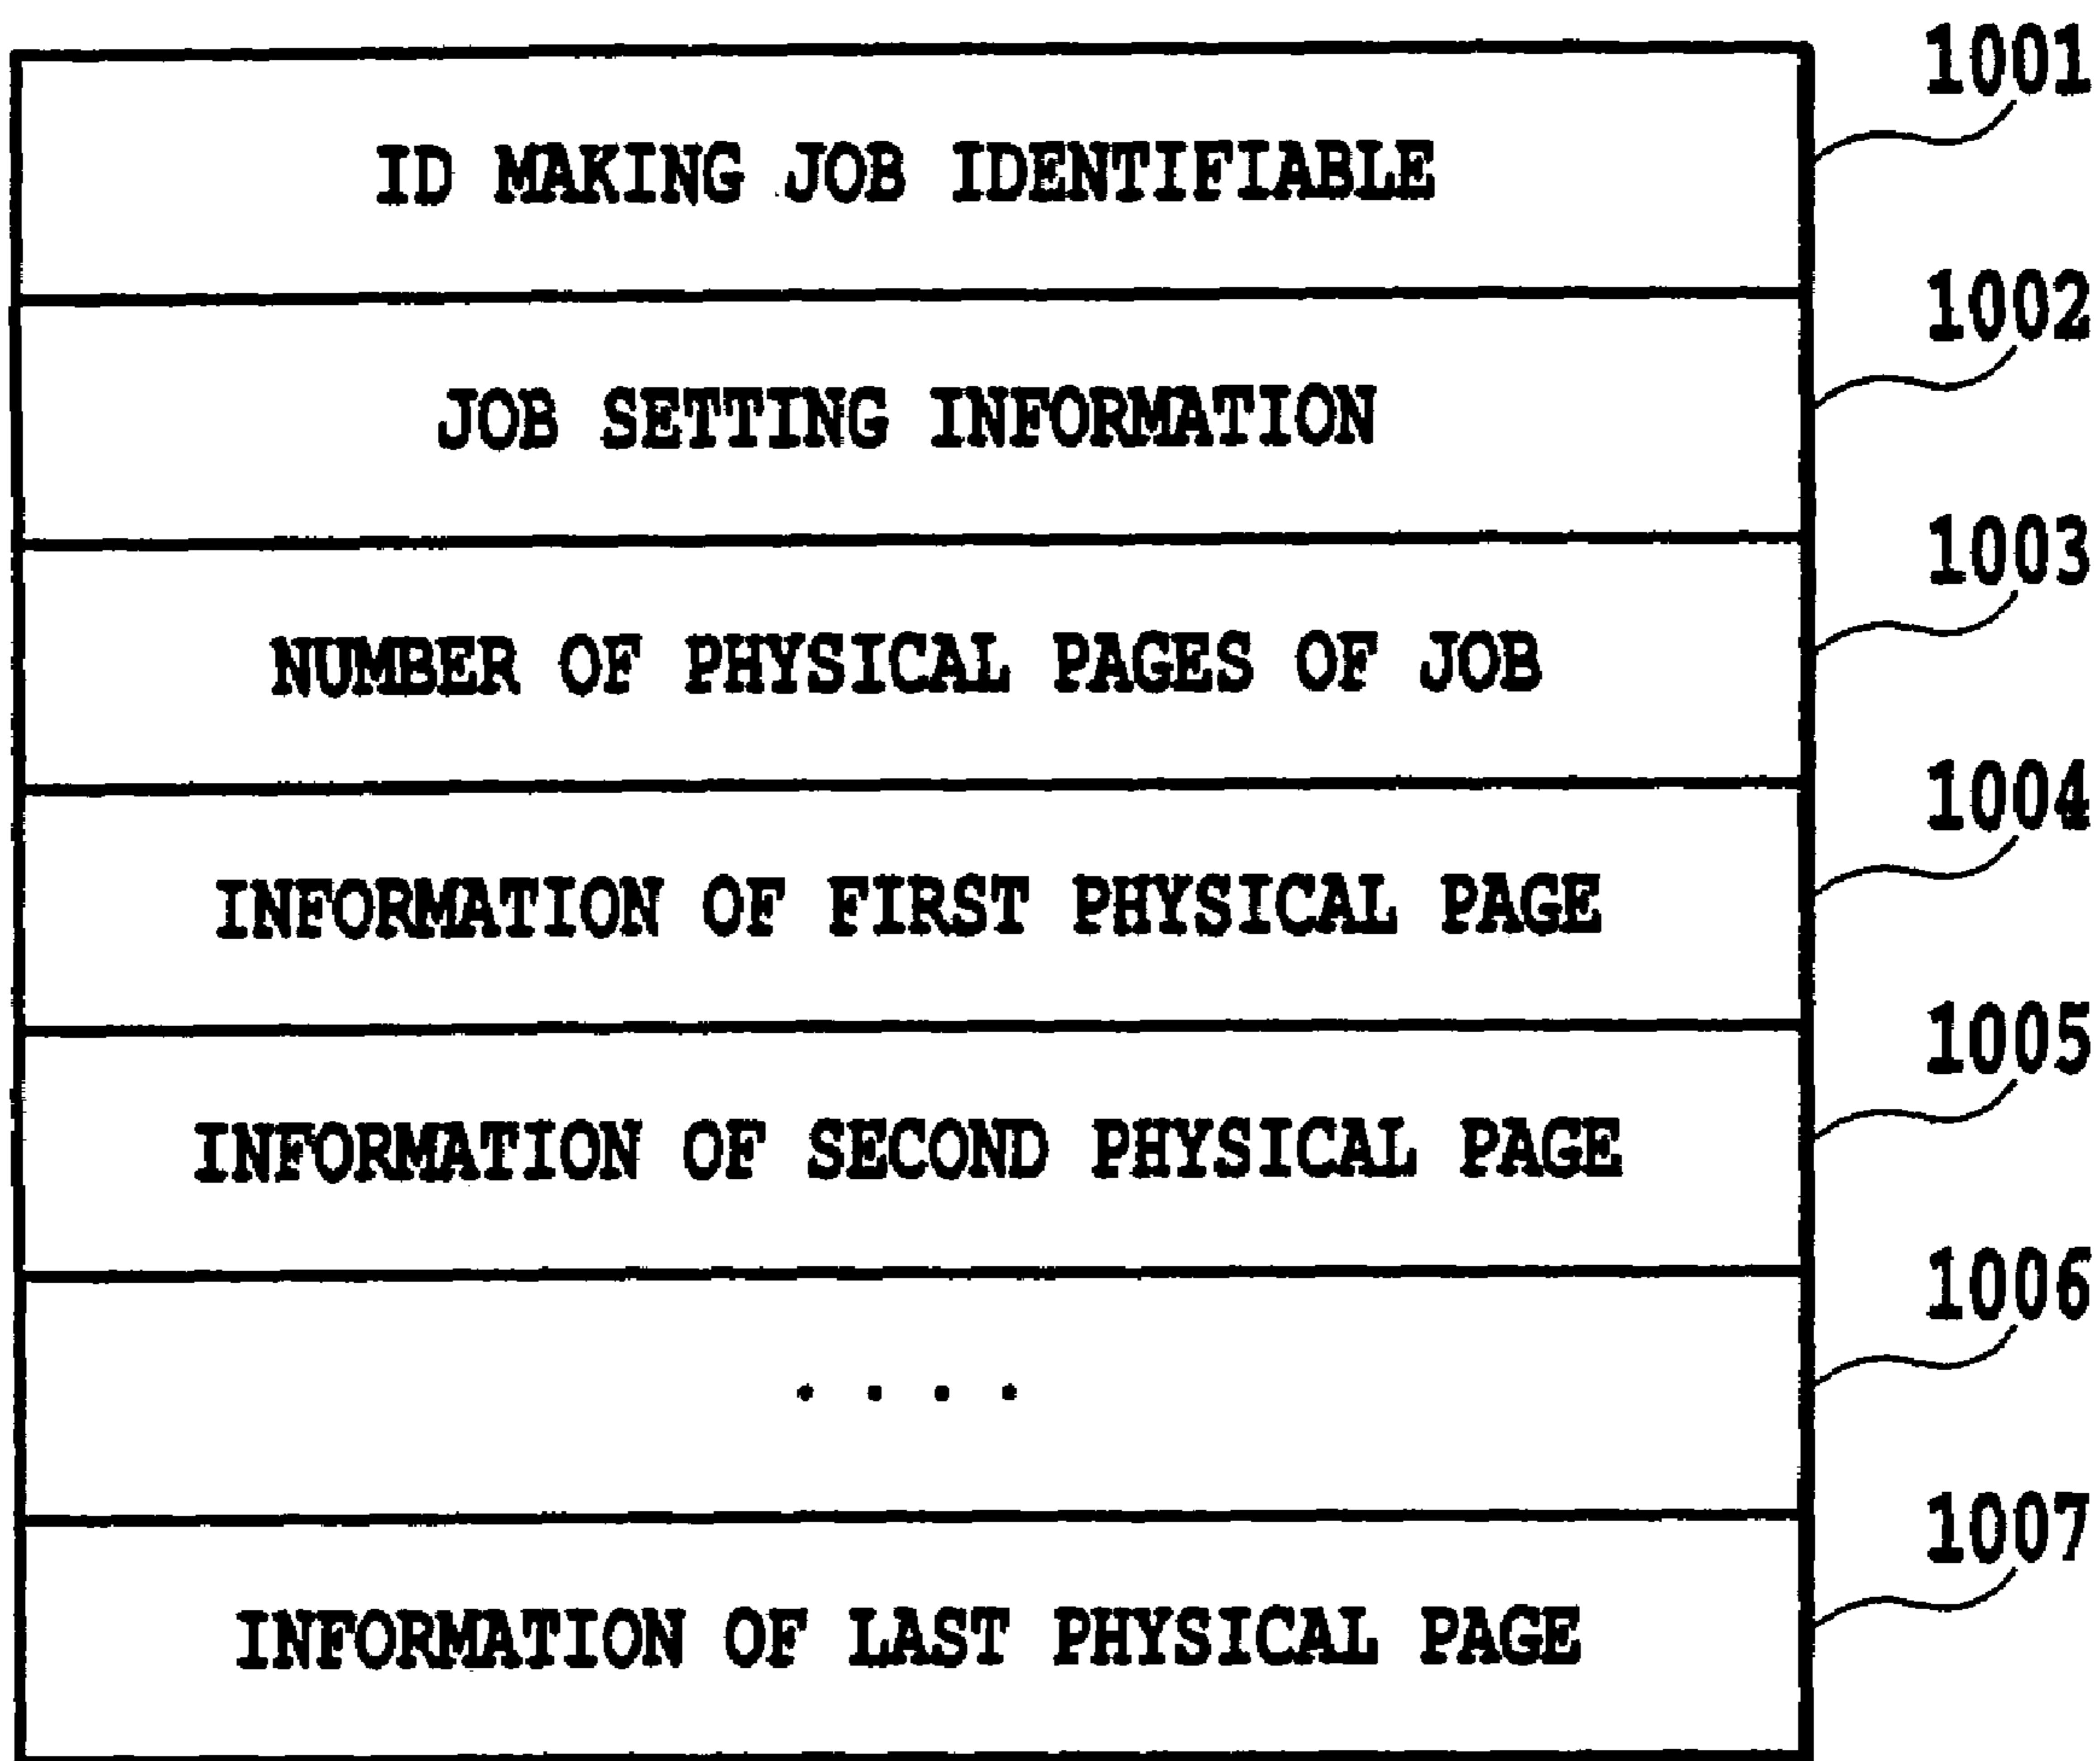 1001
ID MAKING JOB IDENTIFIABLE
1002
JOB SETTING INFORMATION
1003
NUMBER OF PHYSICAL PAGES OF JOB
1004
INFORMATION OF FIRST PHYSICAL PAGE
1005
INFORMATION OF SECOND PHYSICAL PAGE
1006
. . . .
1007
INFORMATION OF LAST PHYSICAL PAGE